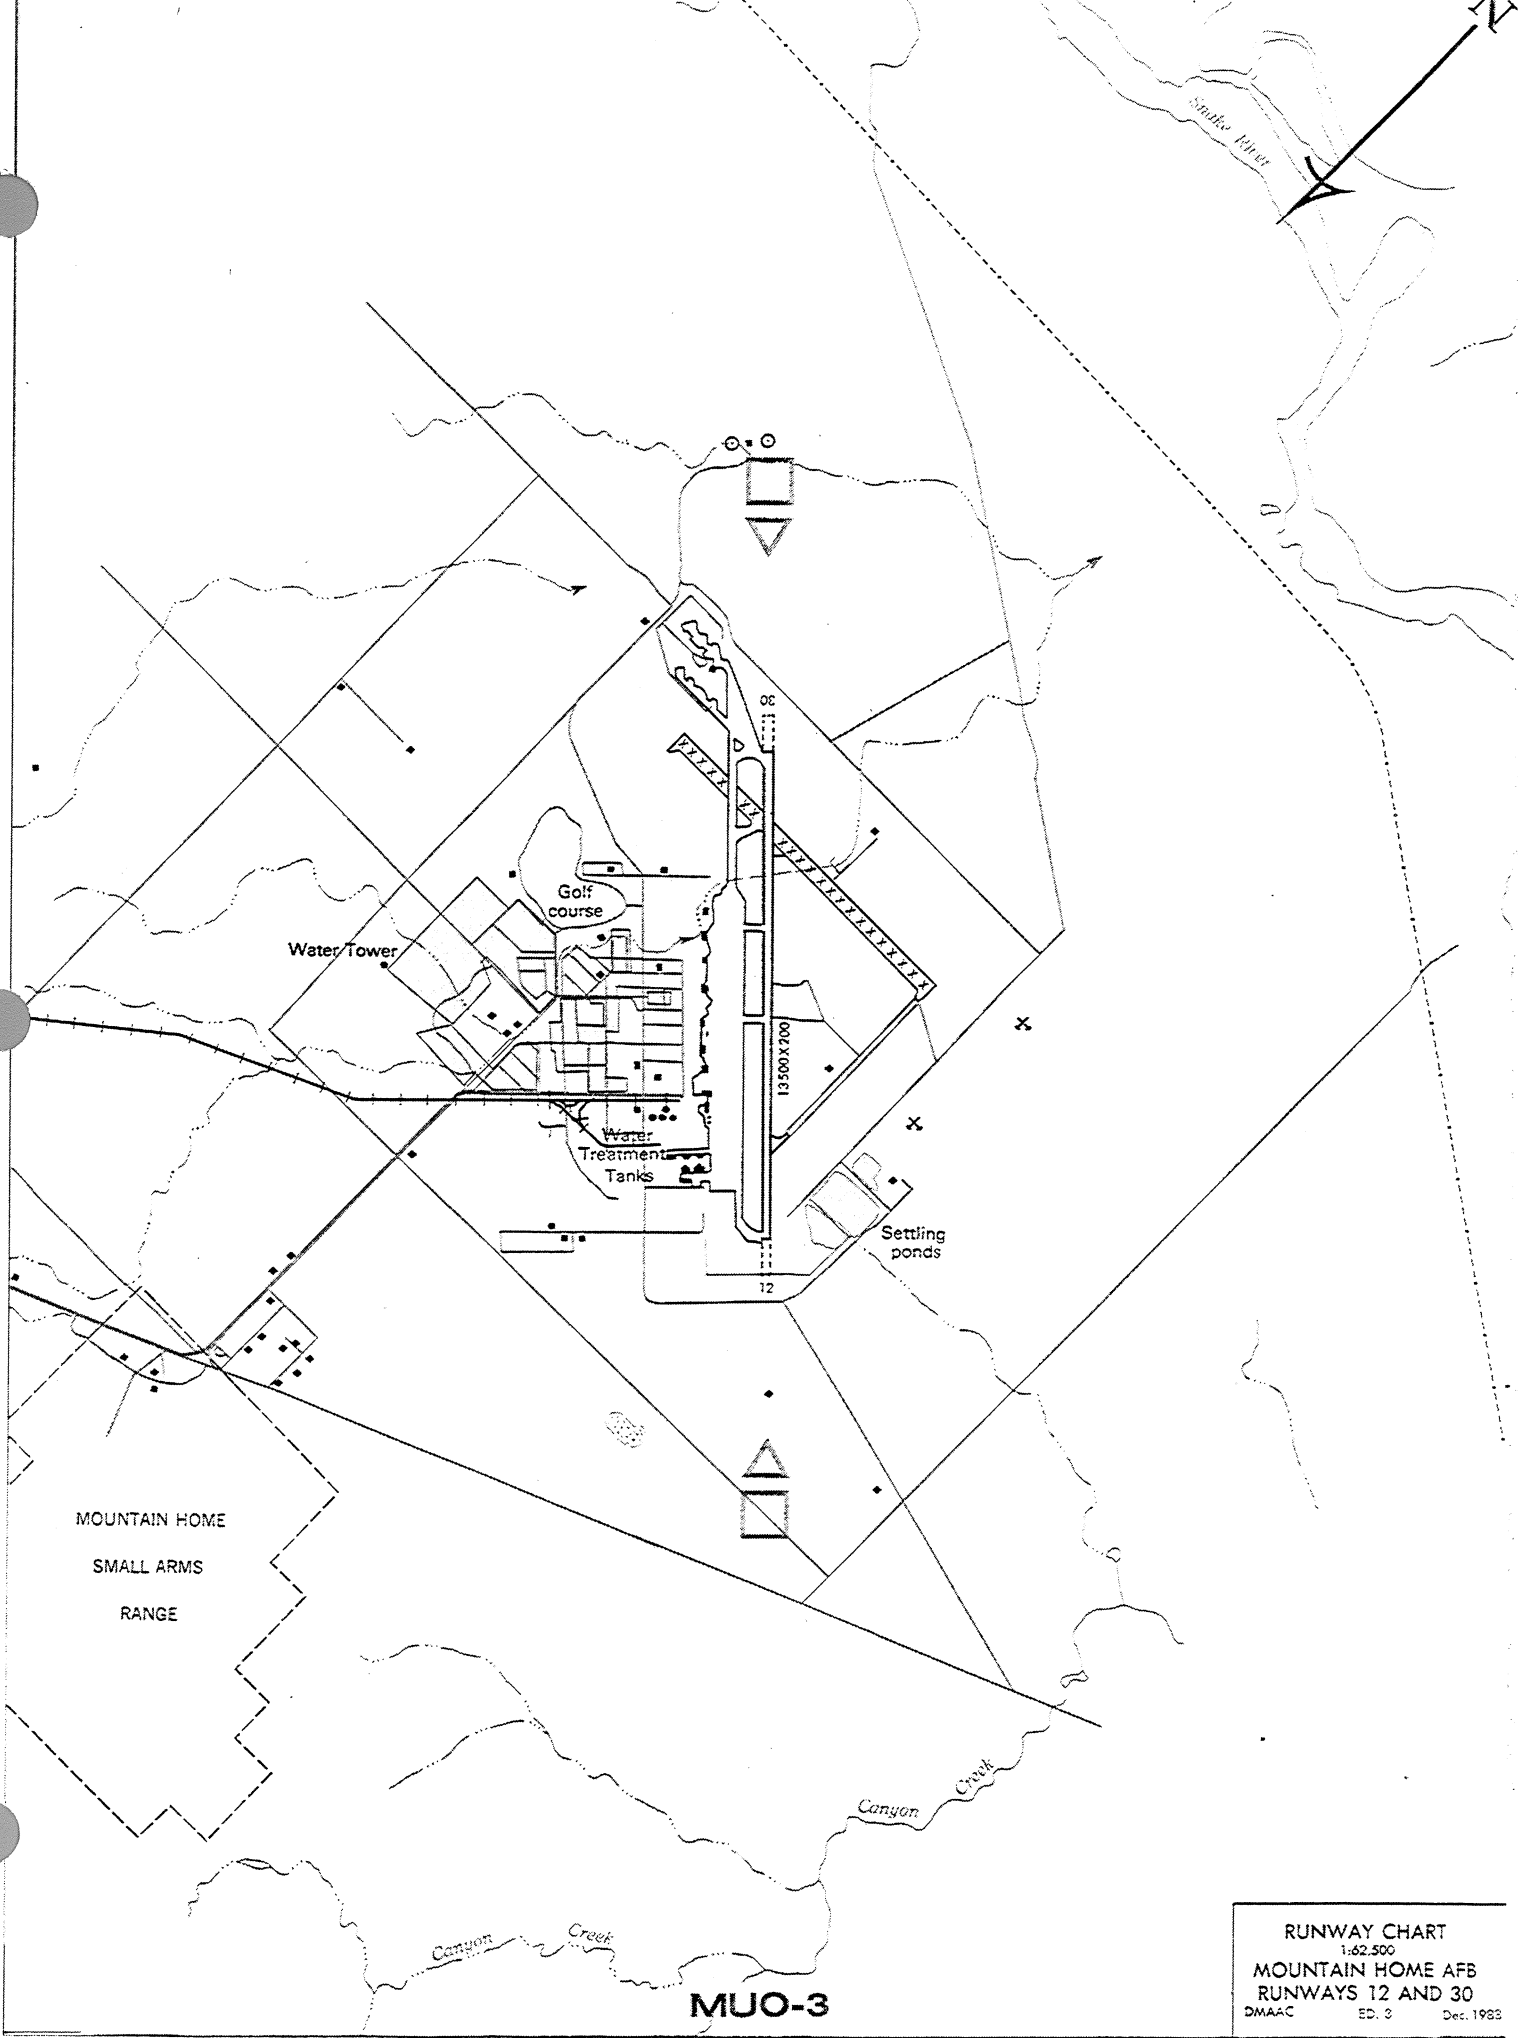 N
Snake River
30
Golf
course
Water Tower
13500X200
Water
Treatment
Tanks
Settling
ponds
12
MOUNTAIN HOME
SMALL ARMS
RANGE
Canyon Creek
Canyon Creek
MUO-3
RUNWAY CHART
1:62,500
MOUNTAIN HOME AFB
RUNWAYS 12 AND 30
DMAAC ED. 3 Dec. 1983